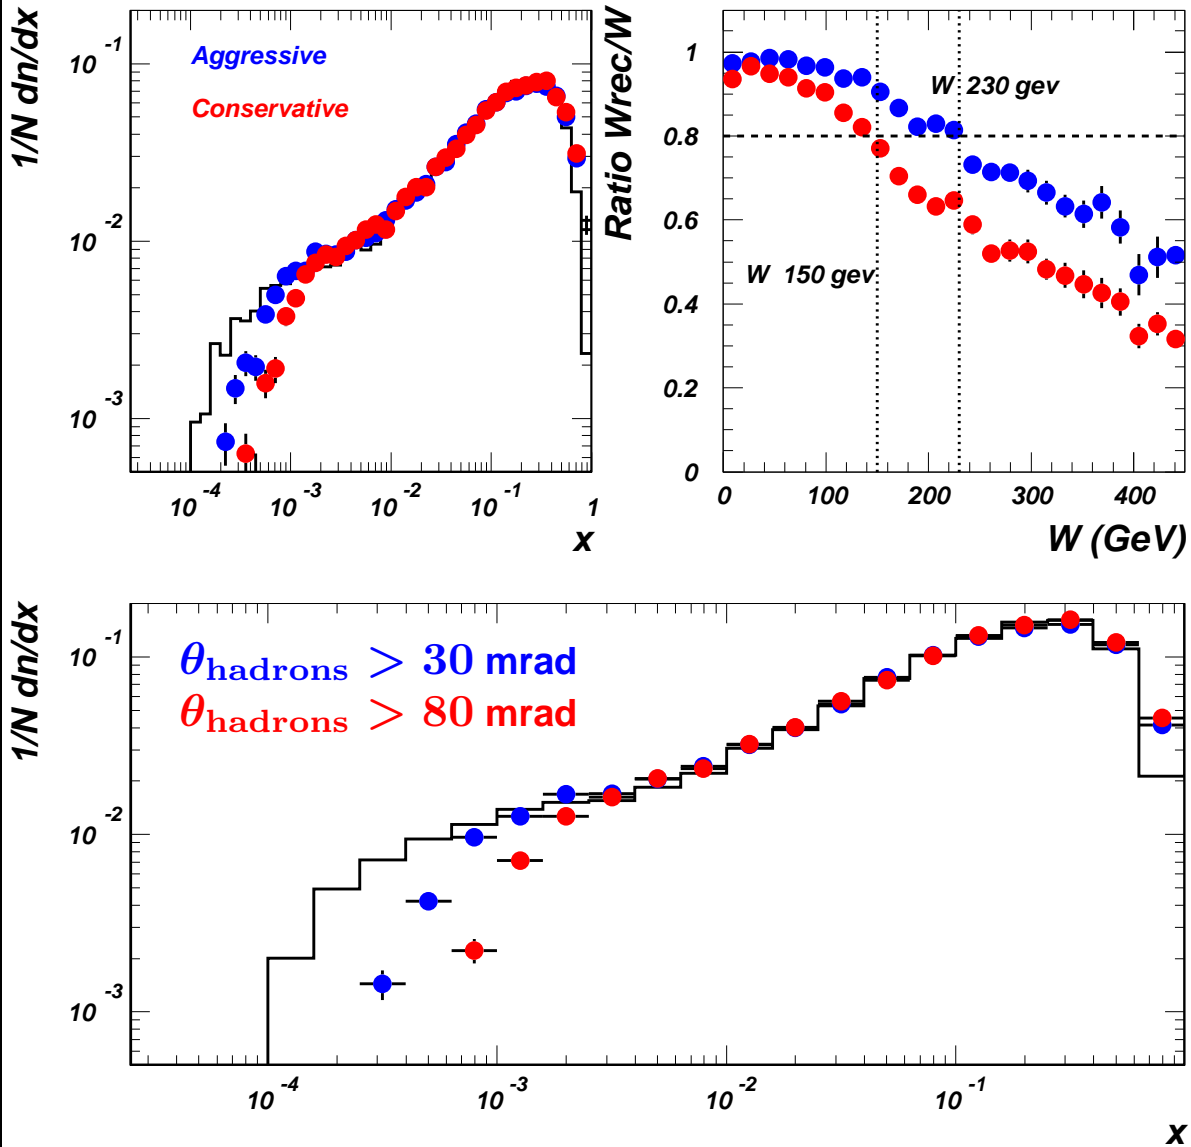 1/N dn/dx
10 -1
10 -2
10 -3
Aggressive
Conservative
10 -4
10 -3
10 -2
10 -1
1
x
Ratio Wrec/W
1
0.8
0.6
0.4
0.2
0
W 230 gev
W 150 gev
0
100
200
300
400
W (GeV)
1/N dn/dx
10 -1
10 -2
10 -3
θhadrons > 30 mrad
θhadrons > 80 mrad
10 -4
10 -3
10 -2
10 -1
x